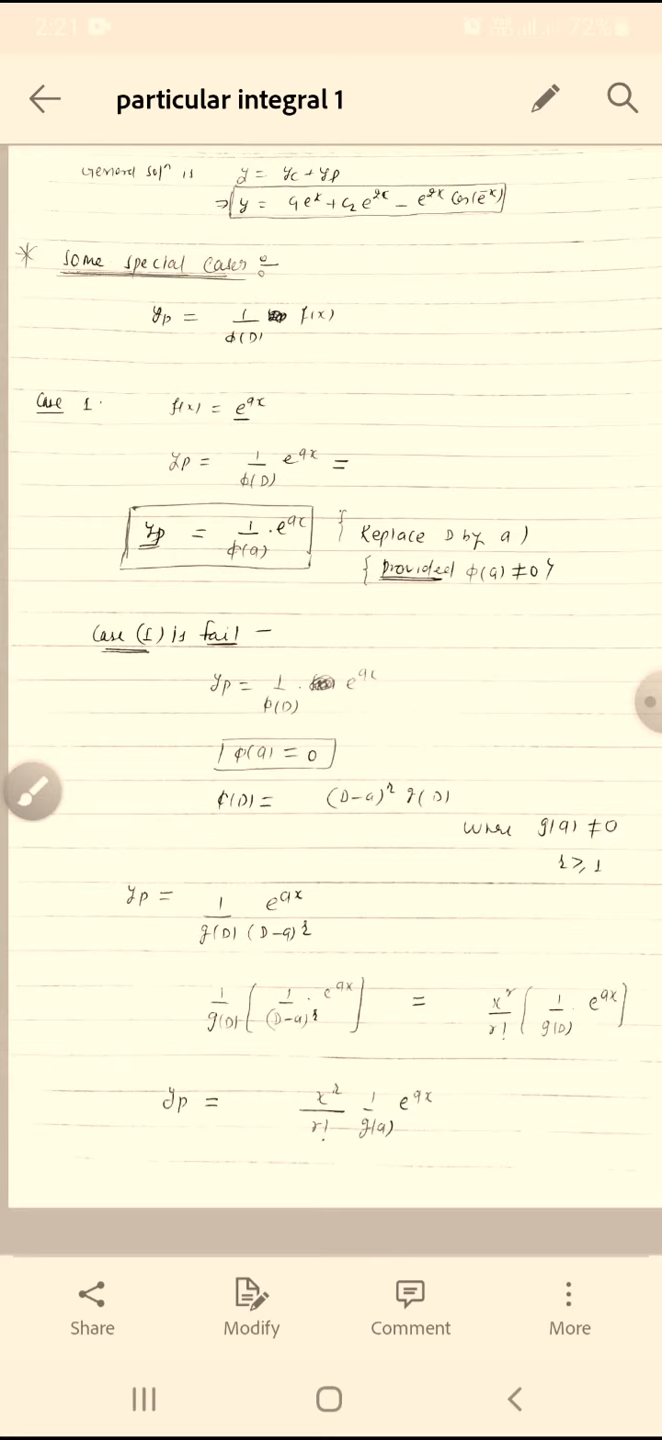 2:21
72%
particular integral 1
General solⁿ is y = yc + yp
⇒ y = c₁eˣ + c₂e²ˣ − e²ˣ cos(e⁻ˣ)
* Some special cases :-
yp = 1/ϕ(D) f(x)
Case 1. f(x) = eᵃˣ
yp = 1/ϕ(D) eᵃˣ =
yp = 1/ϕ(a) . eᵃˣ { Replace D by a )
{ provided ϕ(a) ≠ 0 }
Case (I) is fail –
yp = 1/ϕ(D) . eᵃˣ
ϕ(a) = 0
ϕ(D) = (D-a)ʳ g(D)
where g(a) ≠ 0
r ≥ 1
yp = 1/g(D) (D-a)ʳ eᵃˣ
1/g(D) [ 1/(D-a)ʳ . eᵃˣ ] = xʳ/r! [ 1/g(D) . eᵃˣ ]
yp = xʳ/r! 1/g(a) eᵃˣ
Share Modify Comment More